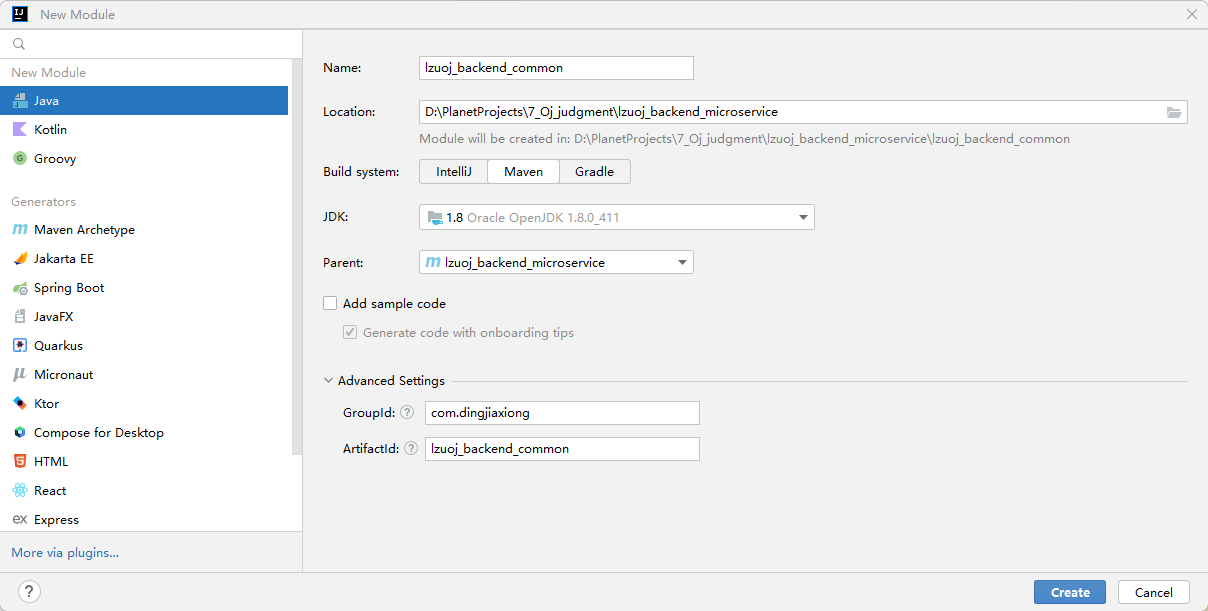 New Module
New Module
Java
Kotlin
G Groovy
Generators
m Maven Archetype
Jakarta EE
Spring Boot
JavaFX
Quarkus
μ Micronaut
Ktor
Compose for Desktop
5 HTML
React
ex Express
More via plugins...
?
Name: lzuoj_backend_common
Location: D:\PlanetProjects\7_Oj_judgment\lzuoj_backend_microservice
Module will be created in: D:\PlanetProjects\7_Oj_judgment\lzuoj_backend_microservice\lzuoj_backend_common
Build system: IntelliJ Maven Gradle
JDK: 1.8 Oracle OpenJDK 1.8.0_411
Parent: m lzuoj_backend_microservice
Add sample code
Generate code with onboarding tips
Advanced Settings
GroupId: ? com.dingjiaxiong
ArtifactId: ? lzuoj_backend_common
Create Cancel